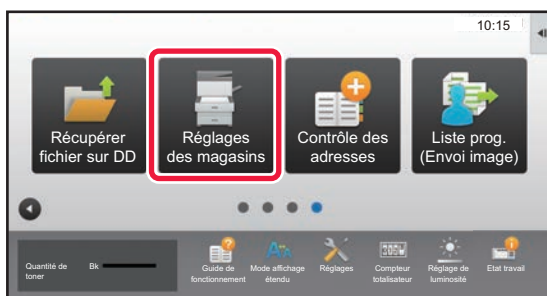 10:15
Récupérer
fichier sur DD
Réglages
des magasins
Contrôle des
adresses
Liste prog.
(Envoi image)
Quantité de
toner
Bk
Guide de
fonctionnement
Mode affichage
étendu
Réglages
Compteur
totalisateur
Réglage de
luminosité
Etat travail